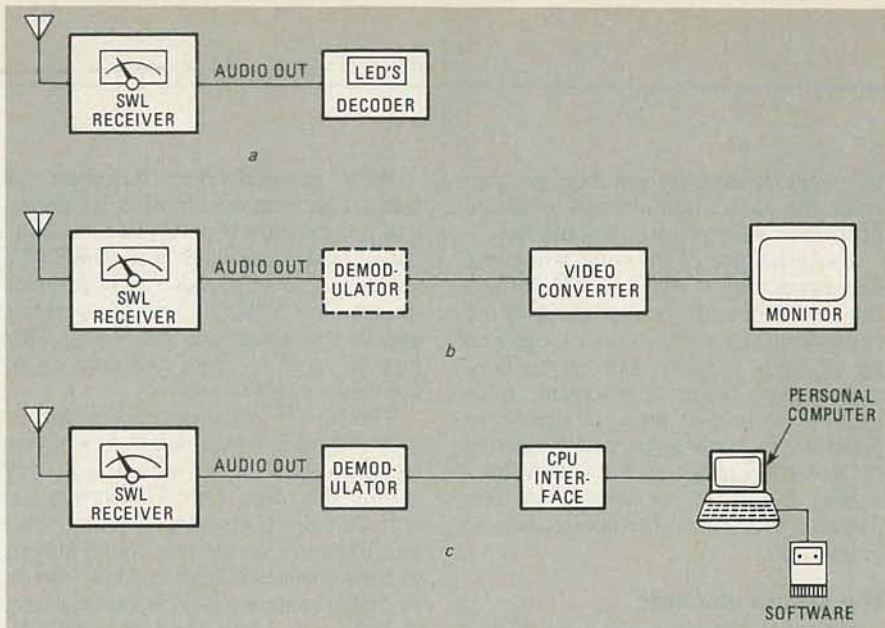 SWL
RECEIVER
AUDIO OUT
LED'S
DECODER
a
SWL
RECEIVER
AUDIO OUT
DEMOD-
ULATOR
VIDEO
CONVERTER
MONITOR
b
SWL
RECEIVER
AUDIO OUT
DEMOD-
ULATOR
CPU
INTER-
FACE
PERSONAL
COMPUTER
SOFTWARE
c